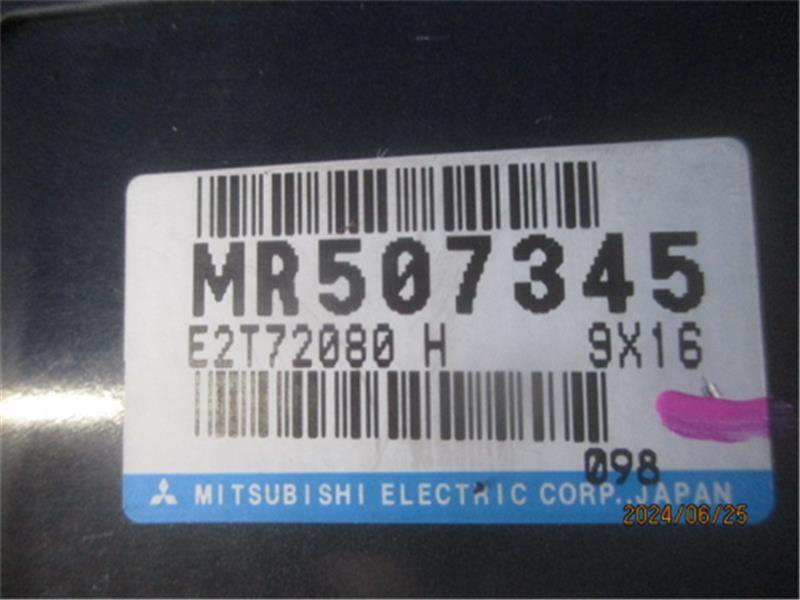 MR507345
E2T72080 H 9X16
098
MITSUBISHI ELECTRIC CORP., JAPAN
2024/06/25